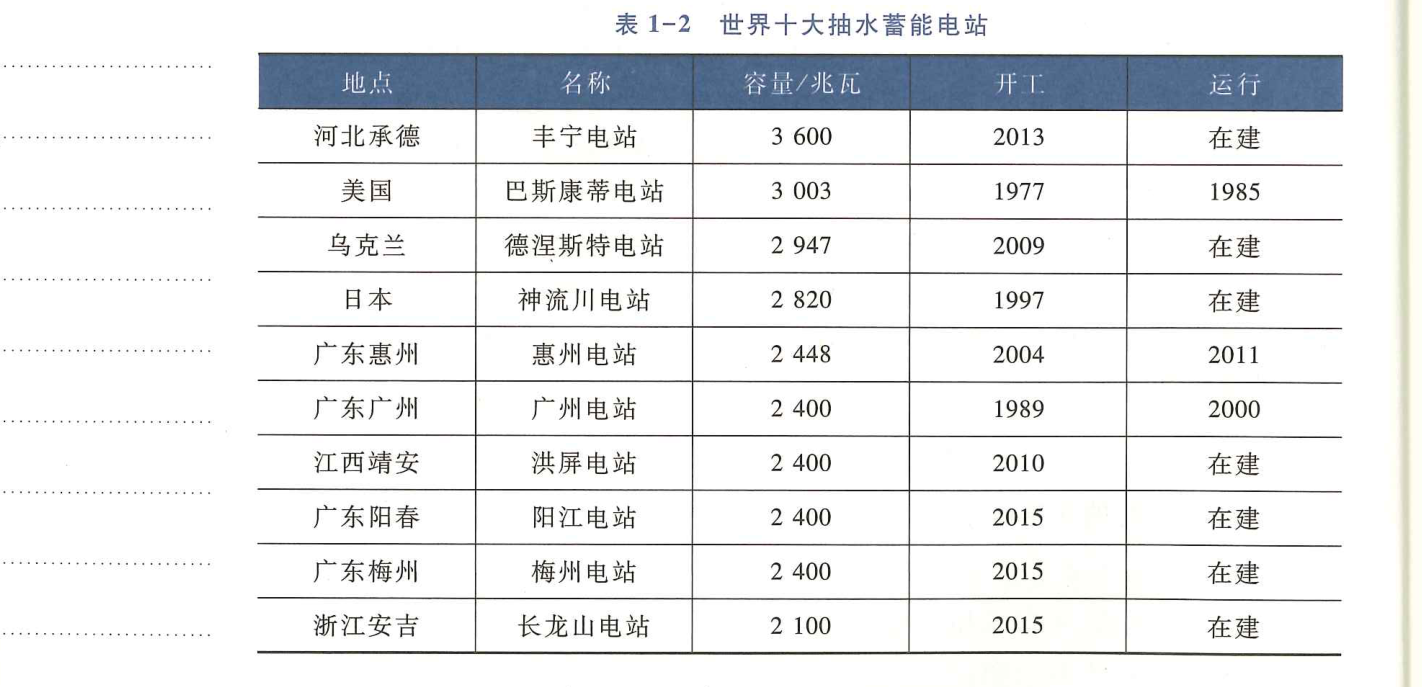 表 1-2 世界十大抽水蓄能电站
地点 名称 容量/兆瓦 开工 运行
河北承德 丰宁电站 3 600 2013 在建
美国 巴斯康蒂电站 3 003 1977 1985
乌克兰 德涅斯特电站 2 947 2009 在建
日本 神流川电站 2 820 1997 在建
广东惠州 惠州电站 2 448 2004 2011
广东广州 广州电站 2 400 1989 2000
江西靖安 洪屏电站 2 400 2010 在建
广东阳春 阳江电站 2 400 2015 在建
广东梅州 梅州电站 2 400 2015 在建
浙江安吉 长龙山电站 2 100 2015 在建